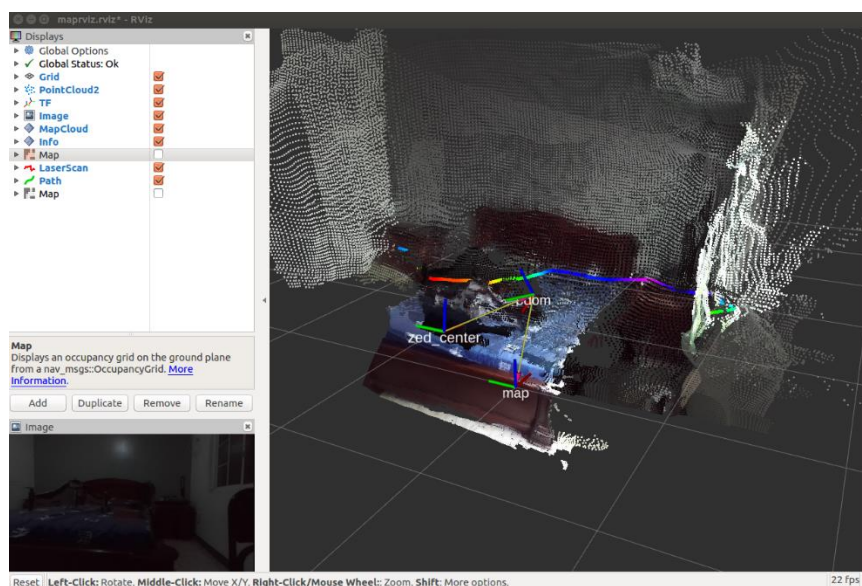 maprviz.rviz* - RViz
Displays
Global Options
Global Status: Ok
Grid
PointCloud2
TF
Image
MapCloud
Info
Map
LaserScan
Path
Map
Map
Displays an occupancy grid on the ground plane
from a nav_msgs::OccupancyGrid. More
Information.
Add Duplicate Remove Rename
Image
zed_center
map
Reset Left-Click: Rotate. Middle-Click: Move X/Y. Right-Click/Mouse Wheel:: Zoom. Shift: More options.
22 fps